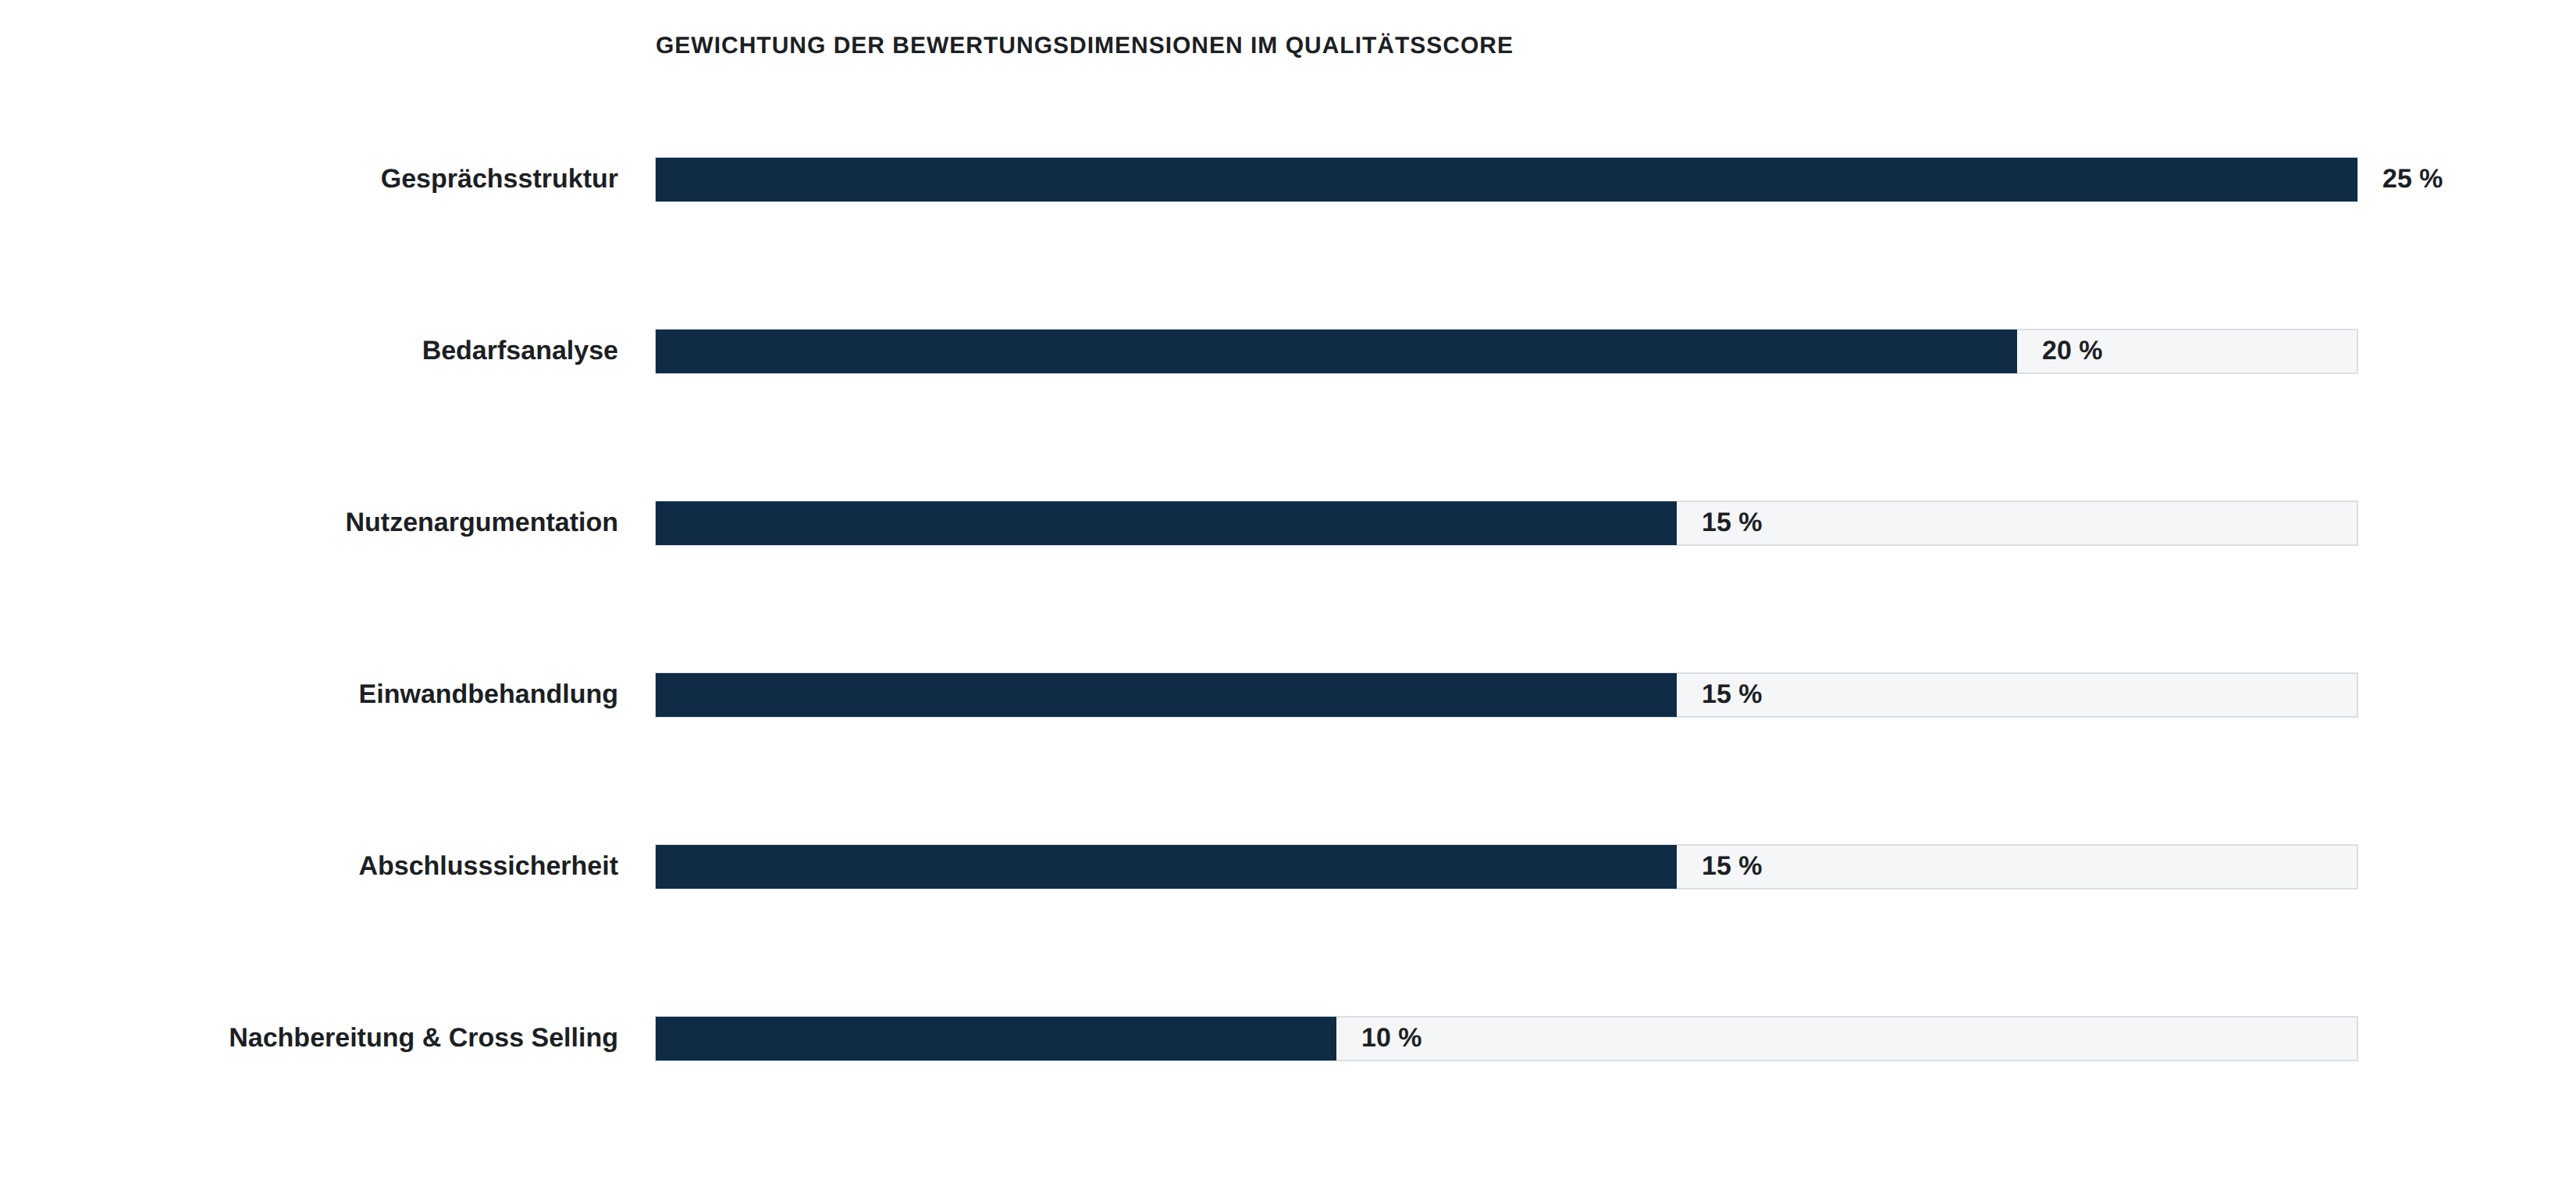 GEWICHTUNG DER BEWERTUNGSDIMENSIONEN IM QUALITÄTSSCORE
Gesprächsstruktur 25 %
Bedarfsanalyse 20 %
Nutzenargumentation 15 %
Einwandbehandlung 15 %
Abschlusssicherheit 15 %
Nachbereitung & Cross Selling 10 %